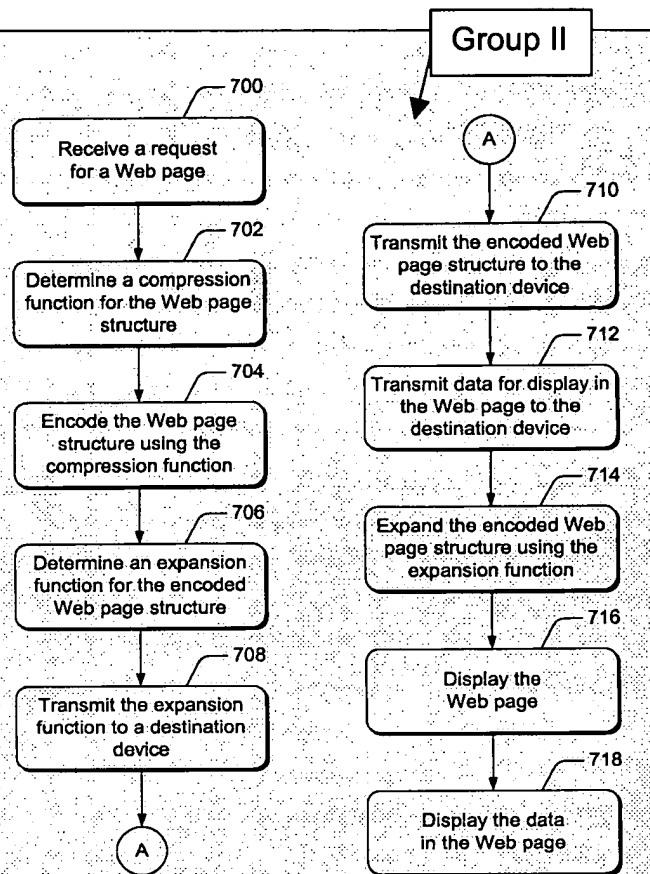 Group II
700
Receive a request
for a Web page
702
Determine a compression
function for the Web page
structure
704
Encode the Web page
structure using the
compression function
706
Determine an expansion
function for the encoded
Web page structure
708
Transmit the expansion
function to a destination
device
A
A
710
Transmit the encoded Web
page structure to the
destination device
712
Transmit data for display in
the Web page to the
destination device
714
Expand the encoded Web
page structure using the
expansion function
716
Display the
Web page
718
Display the data
in the Web page